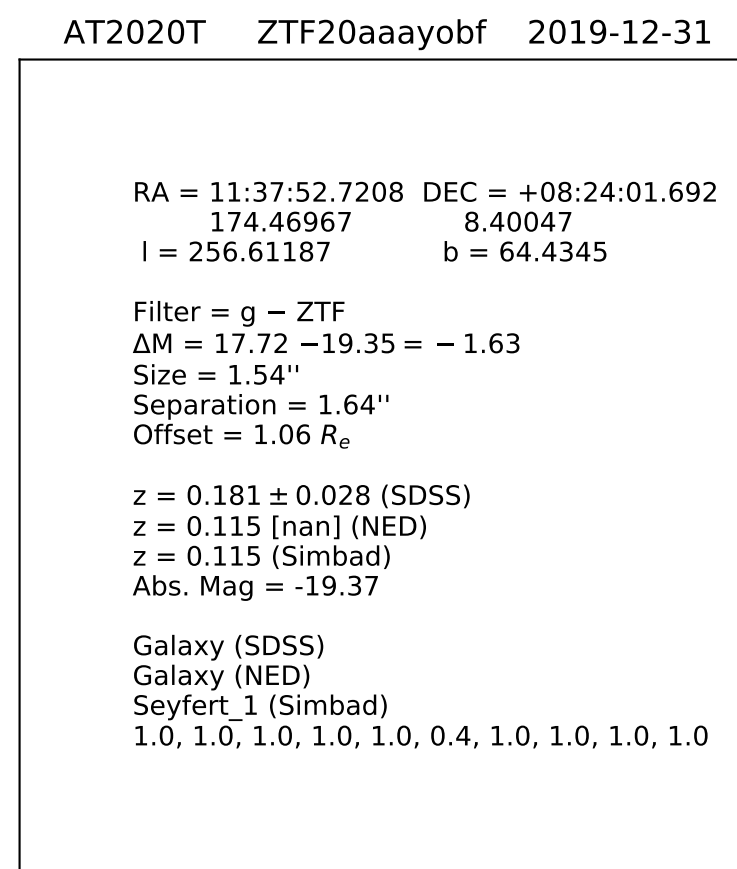 AT2020T ZTF20aaayobf 2019-12-31
RA = 11:37:52.7208 DEC = +08:24:01.692
174.46967 8.40047
l = 256.61187 b = 64.4345
Filter = g − ZTF
ΔM = 17.72 −19.35 = − 1.63
Size = 1.54''
Separation = 1.64''
Offset = 1.06 Rₑ
z = 0.181 ± 0.028 (SDSS)
z = 0.115 [nan] (NED)
z = 0.115 (Simbad)
Abs. Mag = -19.37
Galaxy (SDSS)
Galaxy (NED)
Seyfert_1 (Simbad)
1.0, 1.0, 1.0, 1.0, 1.0, 0.4, 1.0, 1.0, 1.0, 1.0